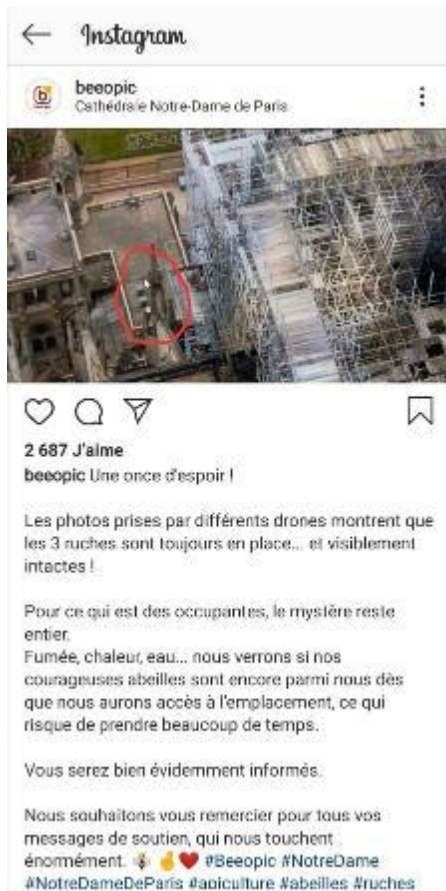 Instagram
beeopic
Cathédrale Notre-Dame de Paris
2 687 J'aime
beeopic Une once d'espoir !
Les photos prises par différents drones montrent que
les 3 ruches sont toujours en place... et visiblement
intactes !
Pour ce qui est des occupantes, le mystère reste
entier.
Fumée, chaleur, eau... nous verrons si nos
courageuses abeilles sont encore parmi nous dès
que nous aurons accès à l'emplacement, ce qui
risque de prendre beaucoup de temps.
Vous serez bien évidemment informés.
Nous souhaitons vous remercier pour tous vos
messages de soutien, qui nous touchent
énormément. 🐝 🤞❤️ #Beeopic #NotreDame
#NotreDameDeParis #apiculture #abeilles #ruches